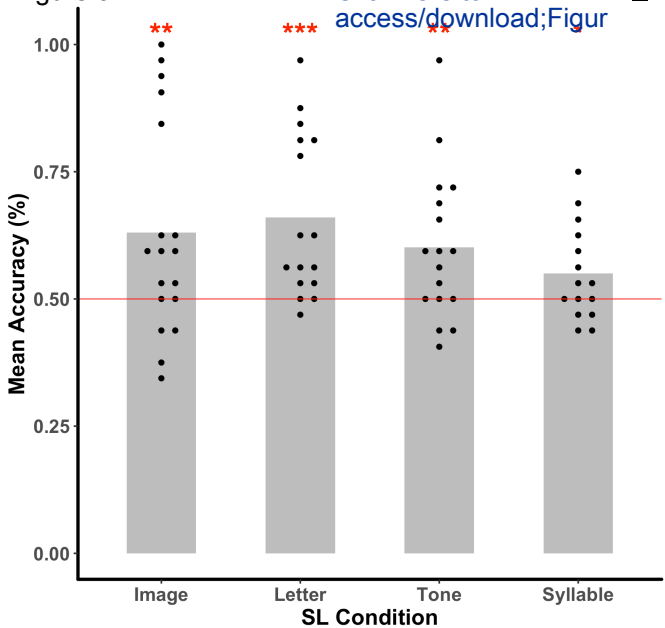 access/download;Figur
** *** ** *
1.00
0.75
0.50
0.25
0.00
Mean Accuracy (%)
Image Letter Tone Syllable
SL Condition